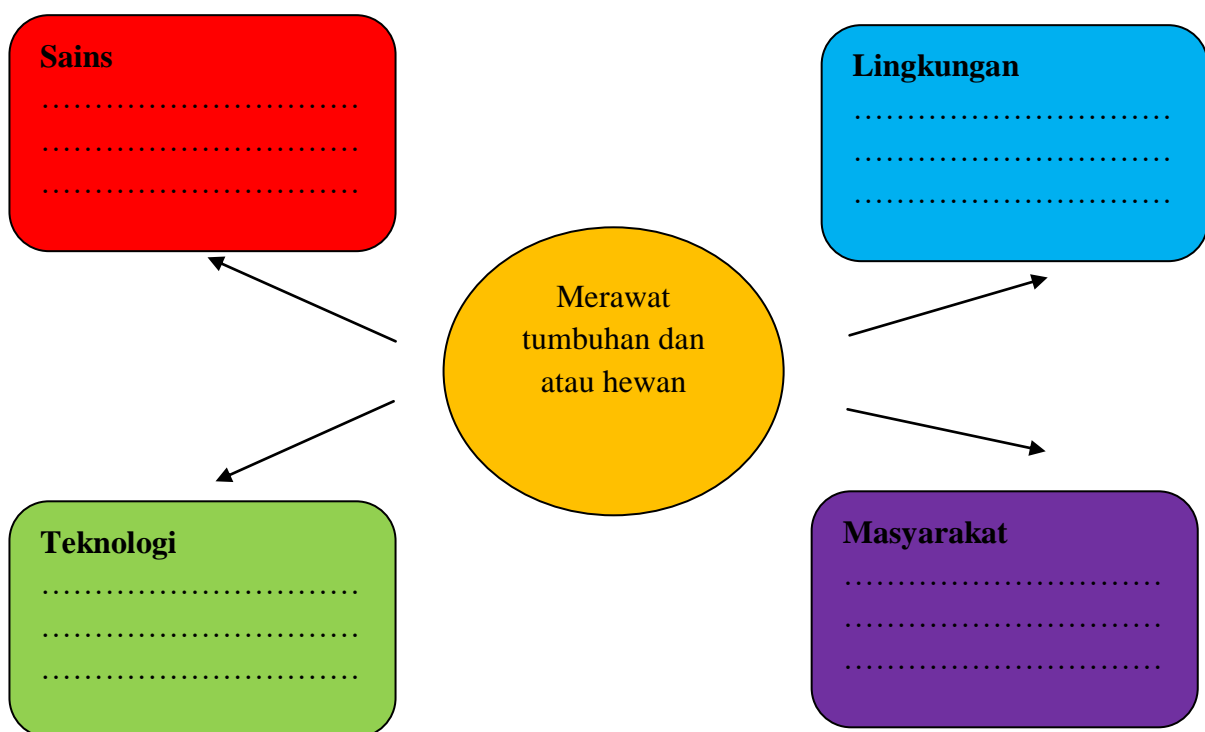 Sains
…………………………
…………………………
…………………………
Lingkungan
…………………………
…………………………
…………………………
Merawat
tumbuhan dan
atau hewan
Teknologi
…………………………
…………………………
…………………………
Masyarakat
…………………………
…………………………
…………………………